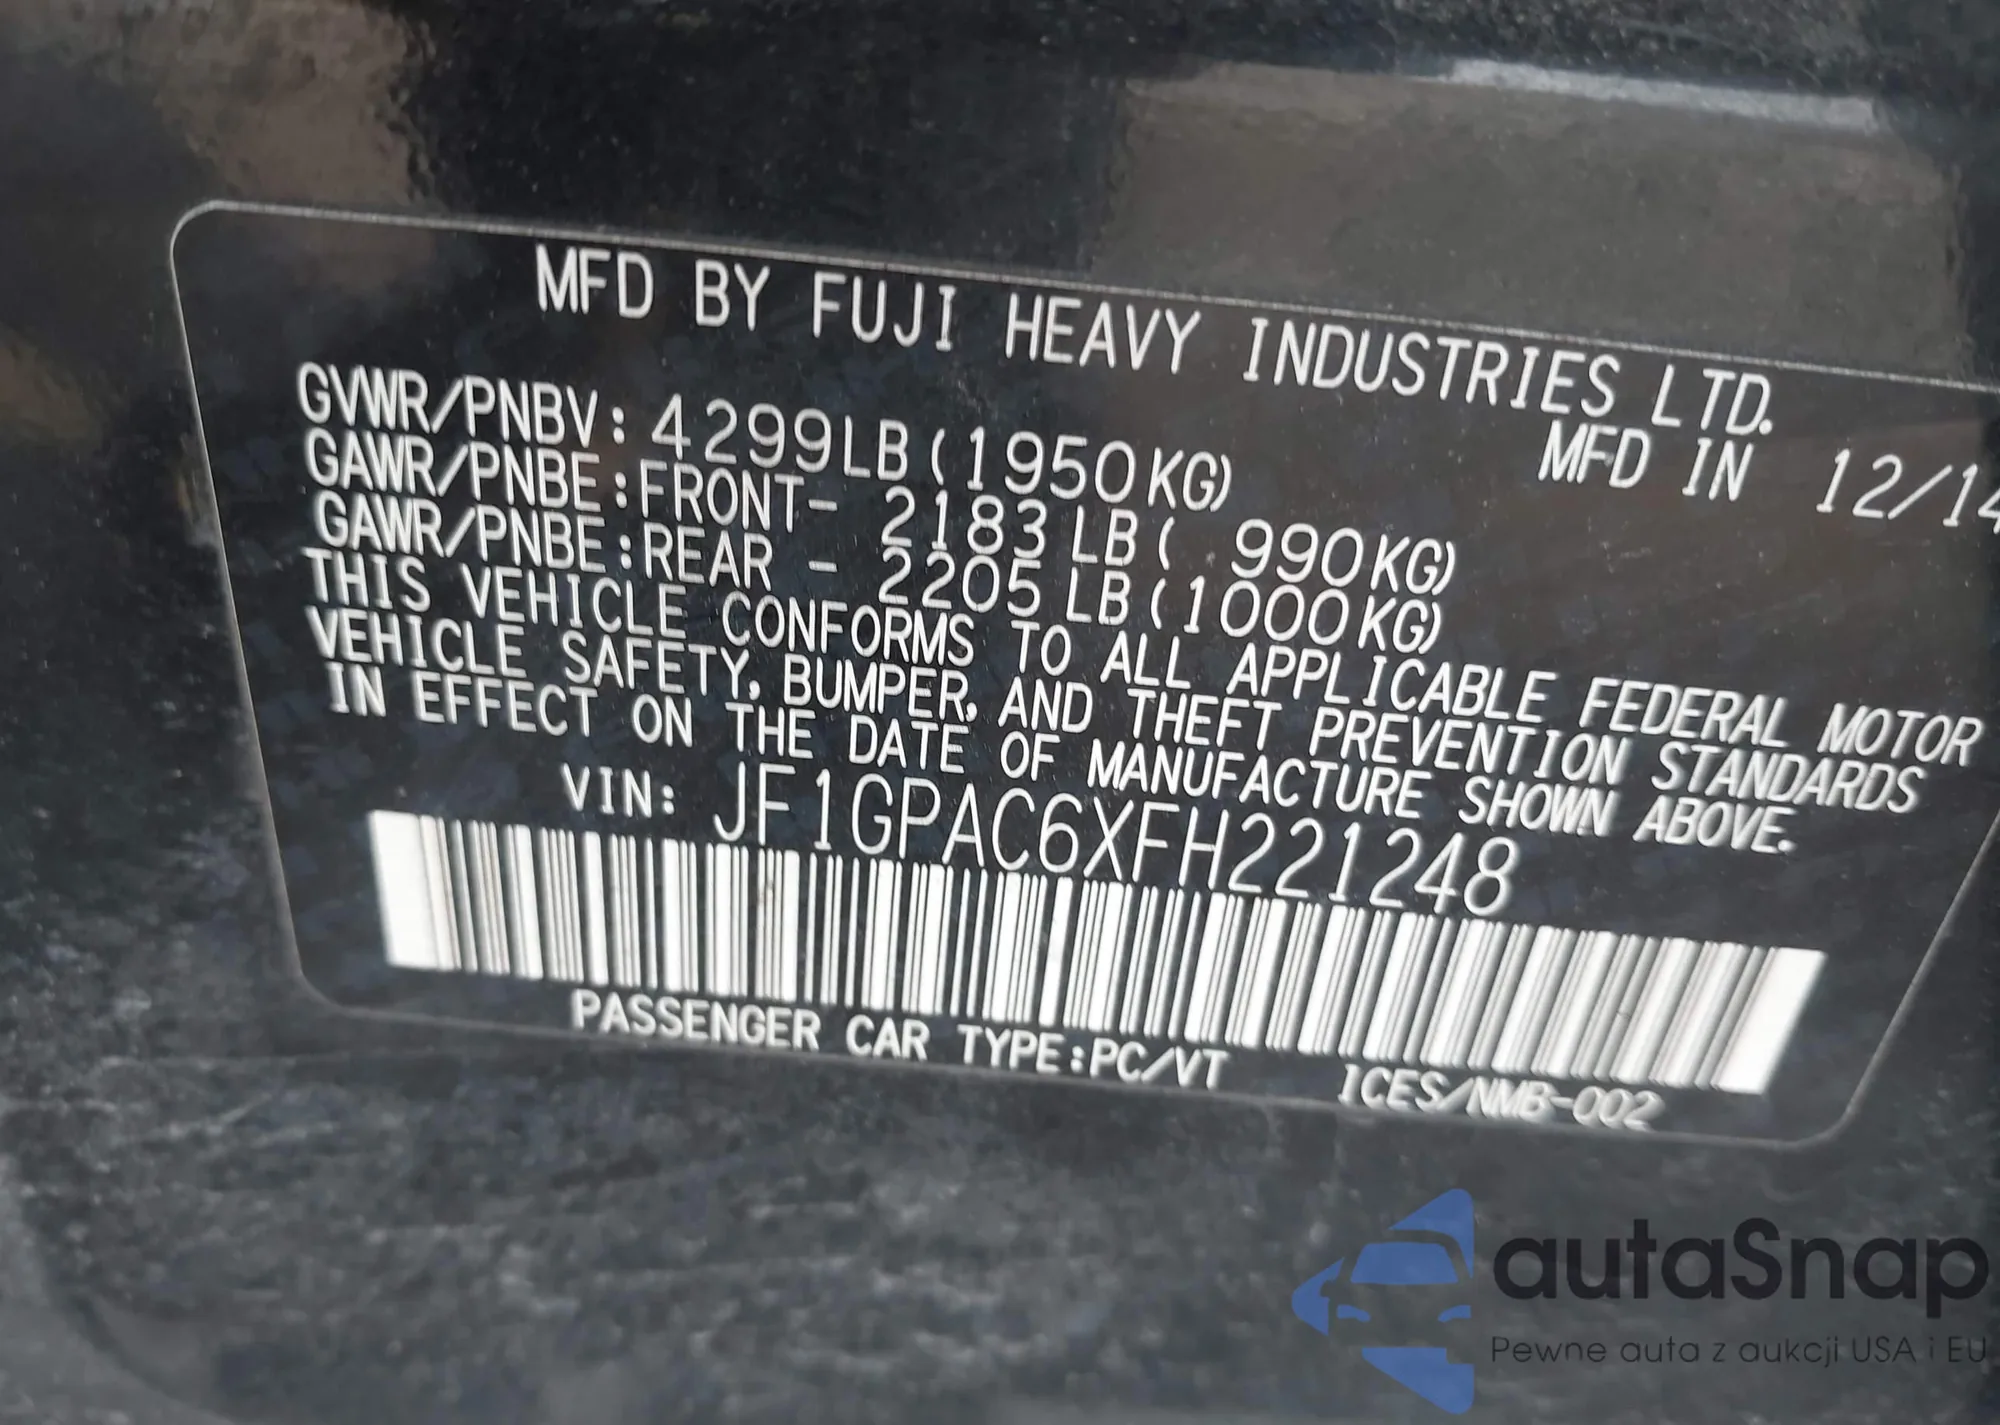 MFD BY FUJI HEAVY INDUSTRIES LTD.
GVWR/PNBV: 4299LB (1950KG) MFD IN 12/14
GAWR/PNBE:FRONT- 2183LB ( 990KG)
GAWR/PNBE:REAR - 2205LB (1000KG)
THIS VEHICLE CONFORMS TO ALL APPLICABLE FEDERAL MOTOR
VEHICLE SAFETY, BUMPER, AND THEFT PREVENTION STANDARDS
IN EFFECT ON THE DATE OF MANUFACTURE SHOWN ABOVE.
VIN: JF1GPAC6XFH221248
PASSENGER CAR TYPE:PC/VT ICES/NMB-002
autaSnap
Pewne auta z aukcji USA i EU